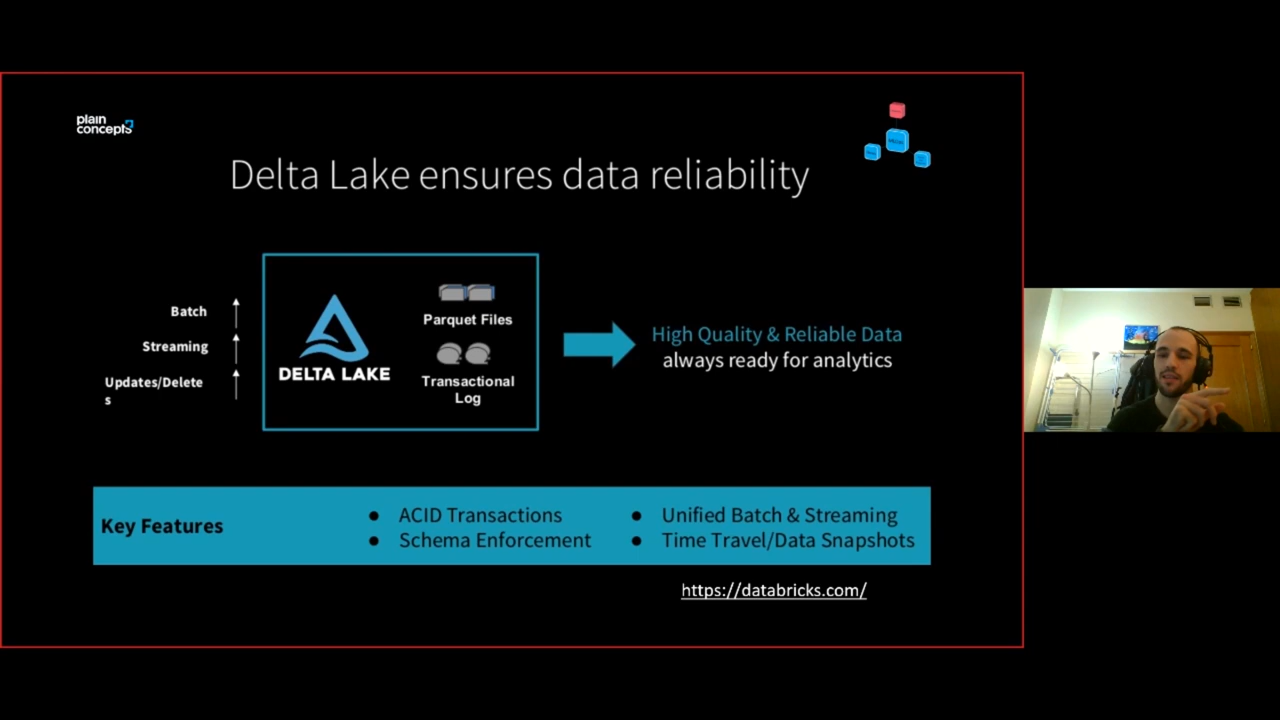 plain
concepts
Delta Lake ensures data reliability
Batch
Streaming
Updates/Delete
s
DELTA LAKE
Parquet Files
Transactional
Log
High Quality & Reliable Data
always ready for analytics
Key Features
● ACID Transactions
● Schema Enforcement
● Unified Batch & Streaming
● Time Travel/Data Snapshots
https://databricks.com/